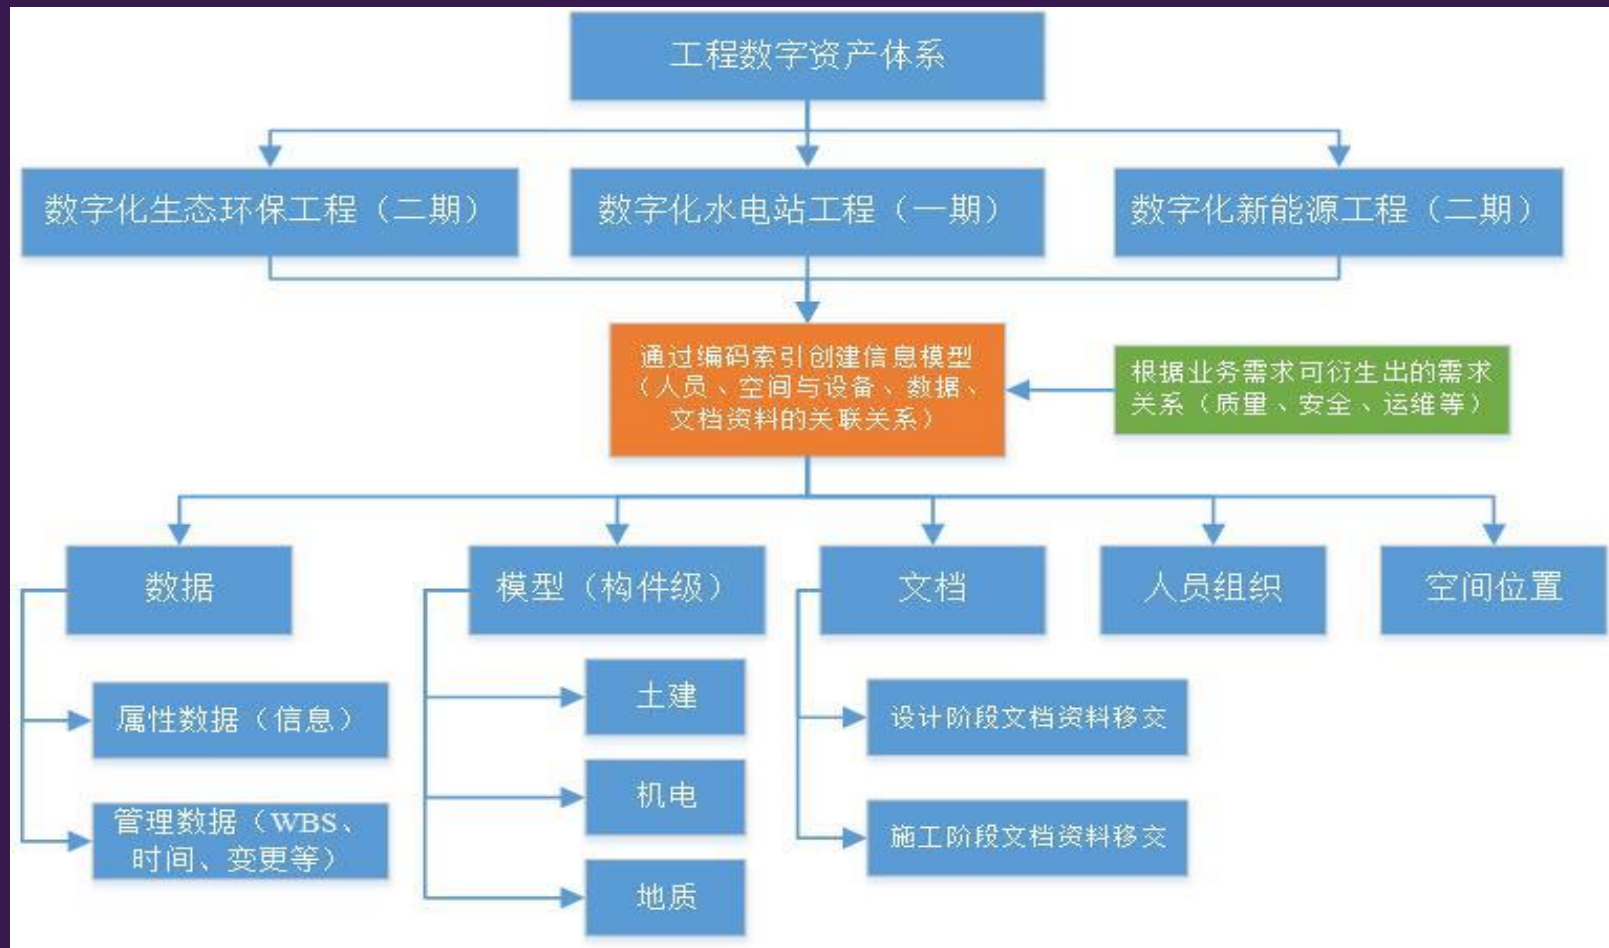 工程数字资产体系
数字化生态环保工程（二期）
数字化水电站工程（一期）
数字化新能源工程（二期）
通过编码索引创建信息模型
（人员、空间与设备、数据、
文档资料的关联关系）
根据业务需求可衍生出的需求
关系（质量、安全、运维等）
数据
模型（构件级）
文档
人员组织
空间位置
属性数据（信息）
管理数据（WBS、
时间、变更等）
土建
机电
地质
设计阶段文档资料移交
施工阶段文档资料移交